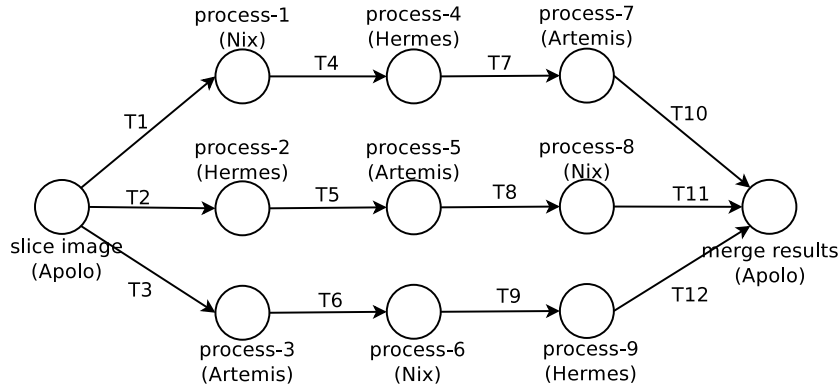 process-1
(Nix)
process-4
(Hermes)
process-7
(Artemis)
T4
T7
T1
T10
process-2
(Hermes)
process-5
(Artemis)
process-8
(Nix)
T2
T5
T8
T11
slice image
(Apolo)
merge results
(Apolo)
T3
T6
T9
T12
process-3
(Artemis)
process-6
(Nix)
process-9
(Hermes)